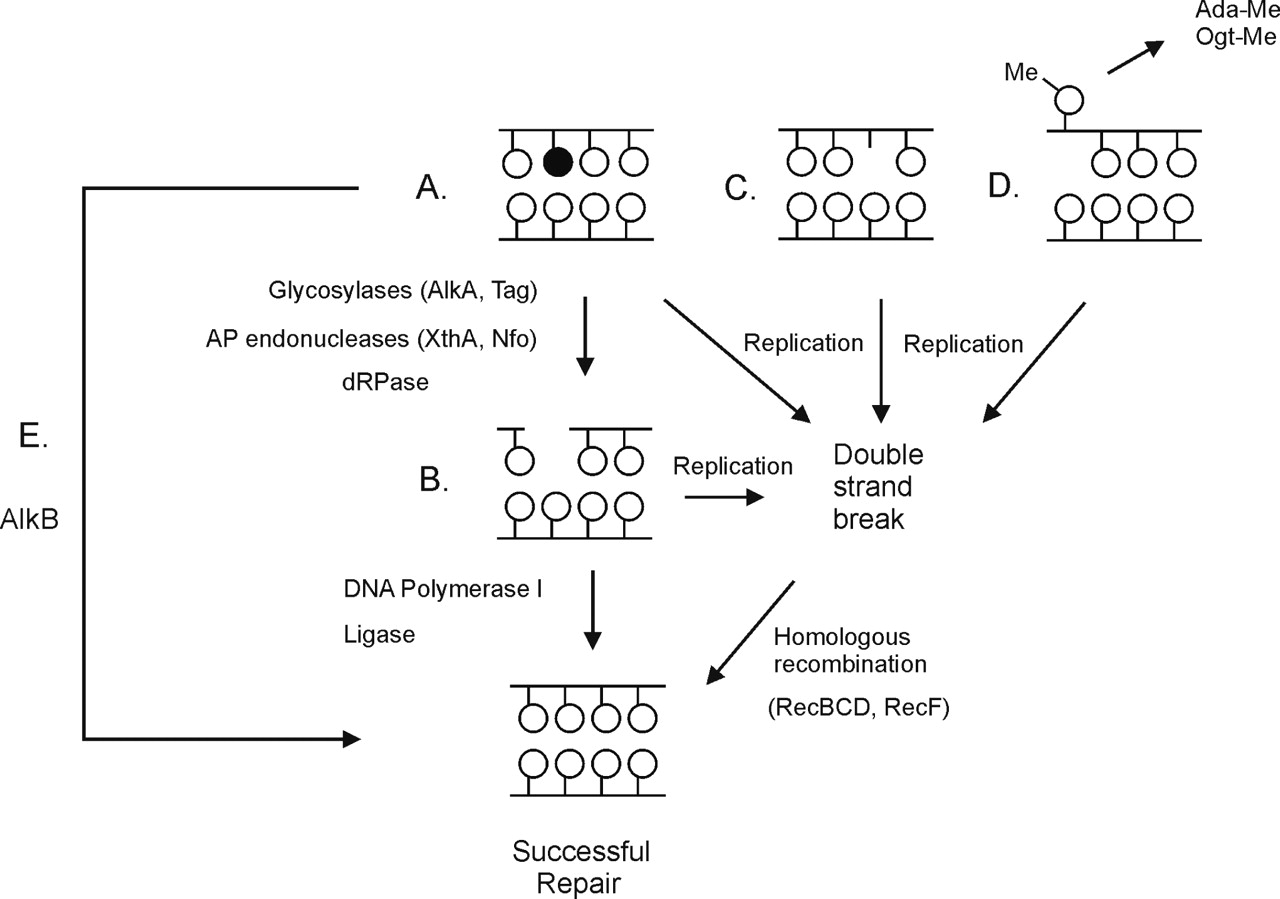 Ada-Me
Ogt-Me
Me
A.
C.
D.
Glycosylases (AlkA, Tag)
AP endonucleases (XthA, Nfo)
dRPase
Replication
Replication
E.
AlkB
B.
Replication
Double
strand
break
DNA Polymerase I
Ligase
Homologous
recombination
(RecBCD, RecF)
Successful
Repair